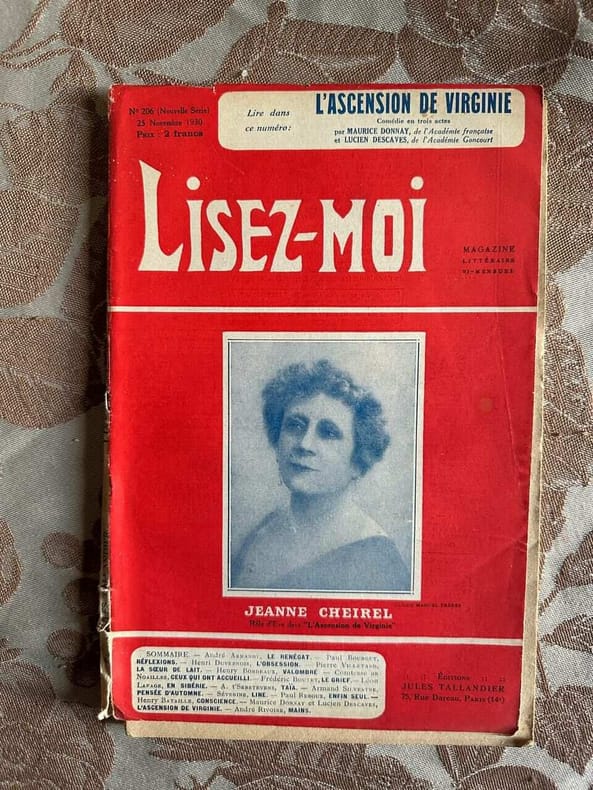 N° 206 (Nouvelle Série)
25 Novembre 1930
Prix : 2 francs
Lire dans
ce numéro :
L'ASCENSION DE VIRGINIE
Comédie en trois actes
par MAURICE DONNAY, de l'Académie française
et LUCIEN DESCAVES, de l'Académie Goncourt
LISEZ-MOI
MAGAZINE
LITTÉRAIRE
BI-MENSUEL
MANUEL FRÈRES
JEANNE CHEIREL
Rôle d'Eva dans "L'Ascension de Virginie"
SOMMAIRE. — André Armandy, LE RENÉGAT. — Paul Bourget,
RÉFLEXIONS. — Henri Duvernois, L'OBSESSION. — Pierre Villetard,
LA SŒUR DE LAIT. — Henry Bordeaux, VALOMBRÉ. — Comtesse de
Noailles, CEUX QUI ONT ACCUEILLI. — Frédéric Boutet, LE GRIEF. — Léon
Lafage, EN SIBÉRIE. — A. t'Serstevens, TAÏA. — Armand Silvestre,
PENSÉE D'AUTOMNE. — Séverine, LINE. — Paul Reboux, ENFIN SEUL. —
Henry Bataille, CONSCIENCE. — Maurice Donnay et Lucien Descaves,
L'ASCENSION DE VIRGINIE. — André Rivoire, MAINS.
Éditions
JULES TALLANDIER
75, Rue Dareau, Paris (14e)